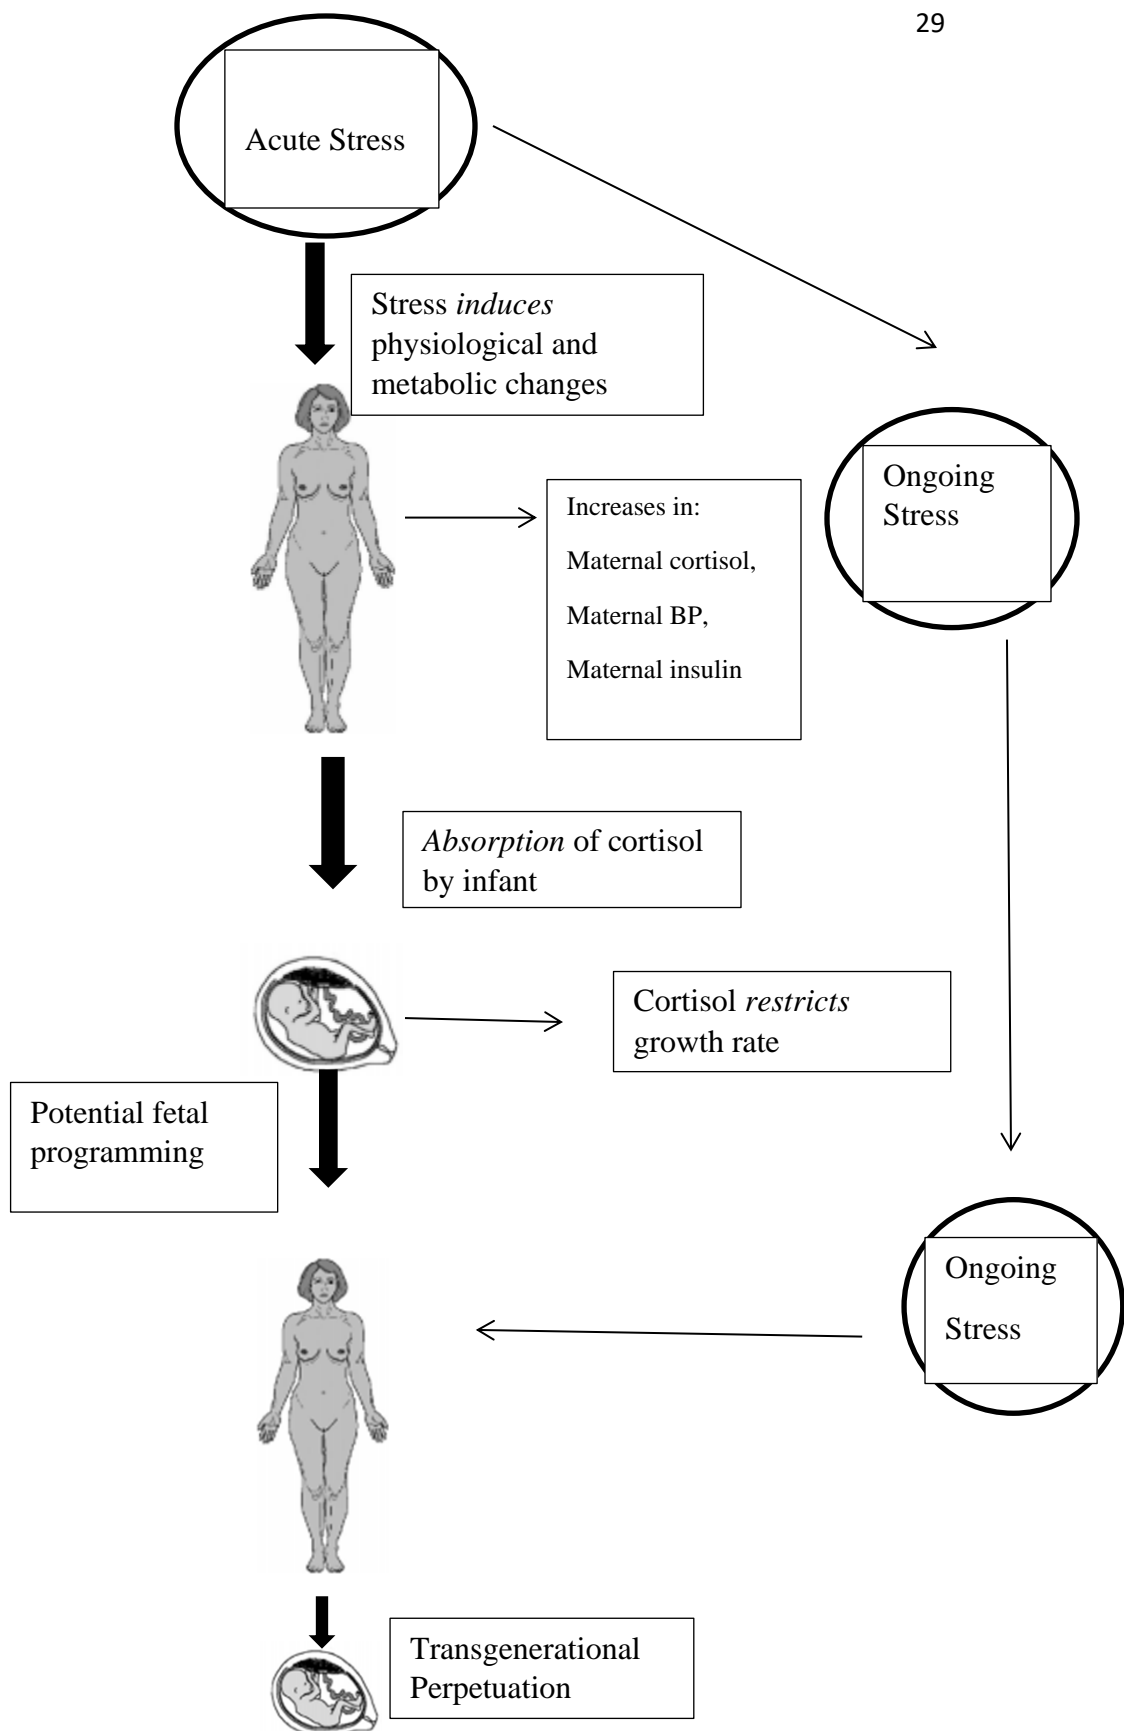 29
Acute Stress
Stress induces
physiological and
metabolic changes
Ongoing
Stress
Increases in:
Maternal cortisol,
Maternal BP,
Maternal insulin
Absorption of cortisol
by infant
Cortisol restricts
growth rate
Potential fetal
programming
Ongoing
Stress
Transgenerational
Perpetuation